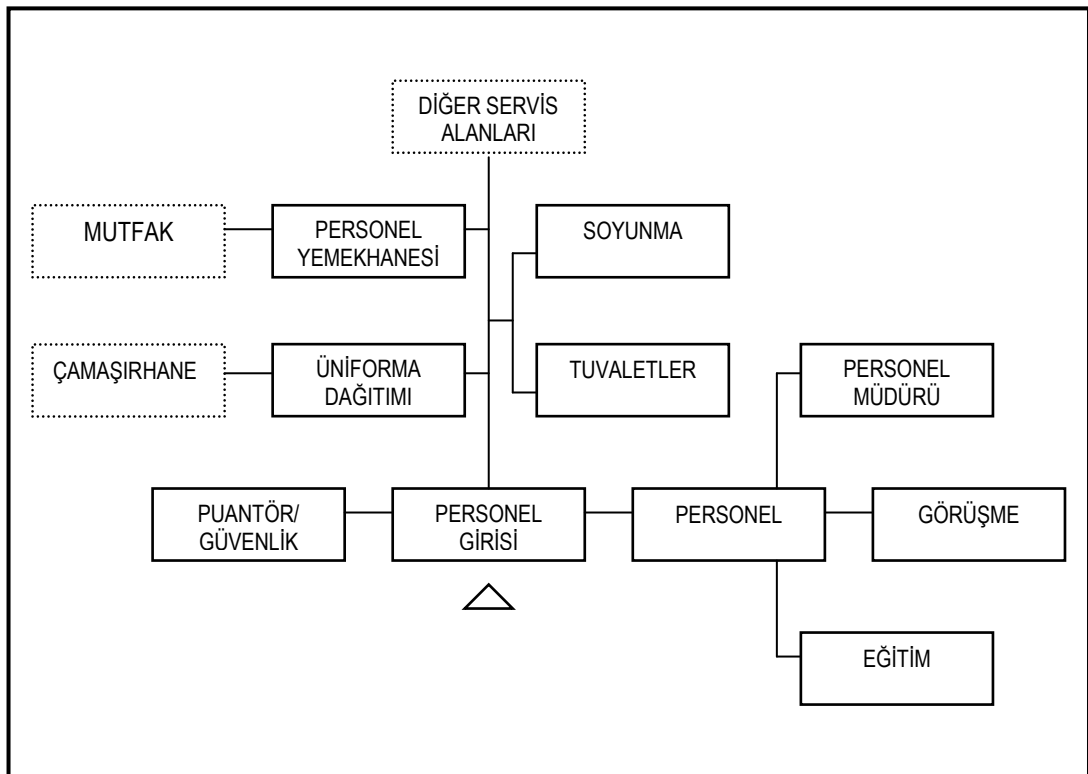 DİĞER SERVİS
ALANLARI
MUTFAK
PERSONEL
YEMEKHANESİ
SOYUNMA
ÇAMAŞIRHANE
ÜNİFORMA
DAĞITIMI
TUVALETLER
PERSONEL
MÜDÜRÜ
PUANTÖR/
GÜVENLİK
PERSONEL
GİRİSİ
PERSONEL
GÖRÜŞME
EĞİTİM